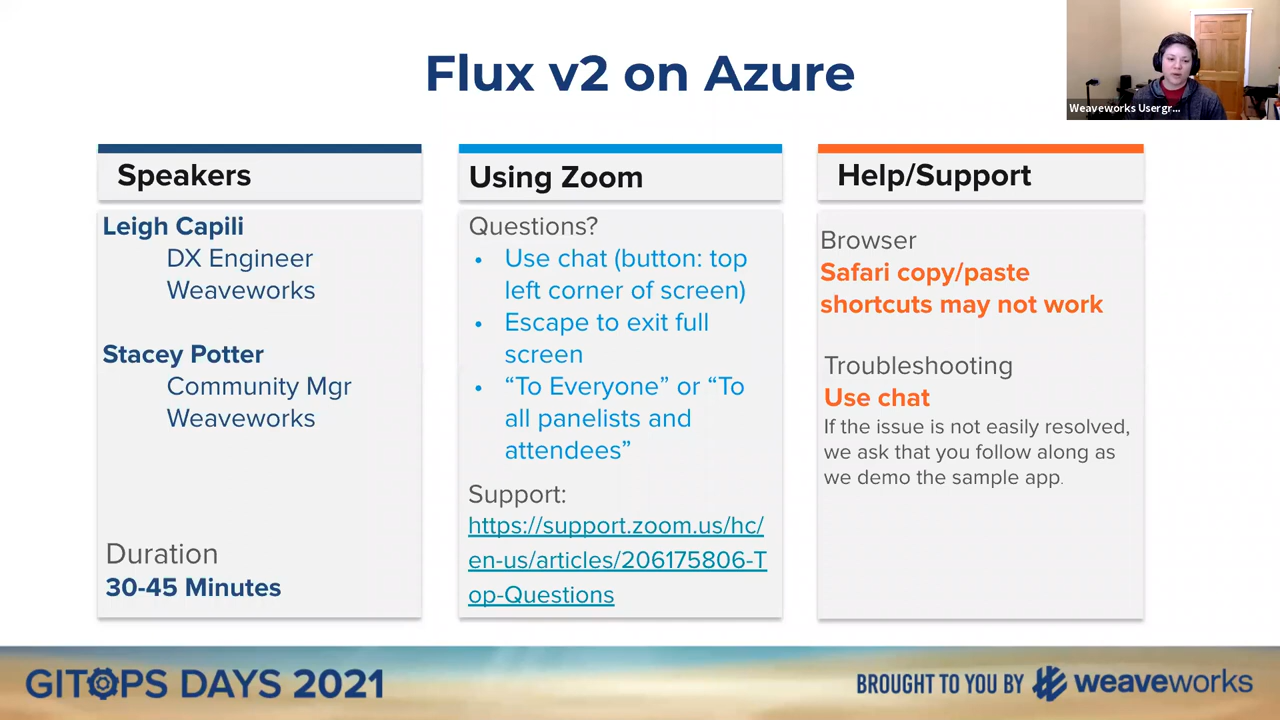 Flux v2 on Azure
Weaveworks Usergr...
Speakers
Leigh Capili
DX Engineer
Weaveworks
Stacey Potter
Community Mgr
Weaveworks
Duration
30-45 Minutes
Using Zoom
Questions?
• Use chat (button: top
left corner of screen)
• Escape to exit full
screen
• “To Everyone” or “To
all panelists and
attendees”
Support:
https://support.zoom.us/hc/
en-us/articles/206175806-T
op-Questions
Help/Support
Browser
Safari copy/paste
shortcuts may not work
Troubleshooting
Use chat
If the issue is not easily resolved,
we ask that you follow along as
we demo the sample app.
GITOPS DAYS 2021
BROUGHT TO YOU BY weaveworks